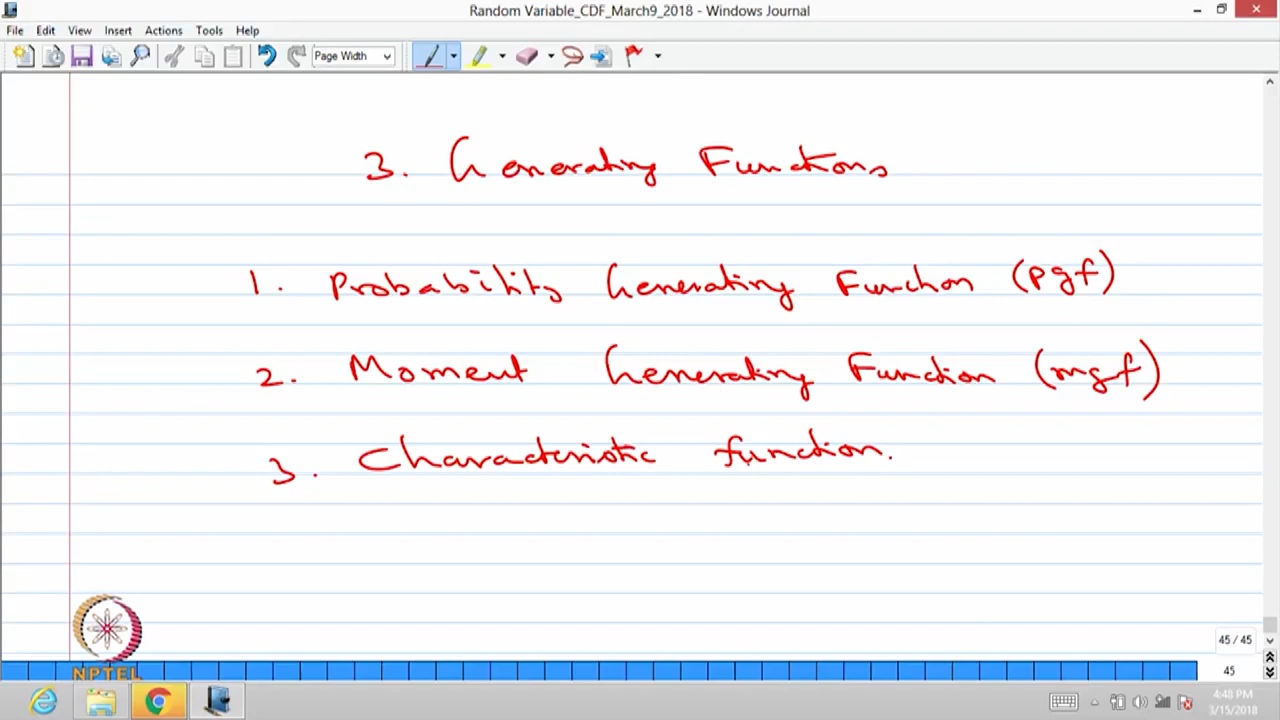 Random Variable_CDF_March9_2018 - Windows Journal
File Edit View Insert Actions Tools Help
Page Width
3. Generating Functions
1. Probability Generating Function (pgf)
2. Moment Generating Function (mgf)
3. Characteristic function.
45 / 45
NPTEL
45
4:48 PM
3/15/2018